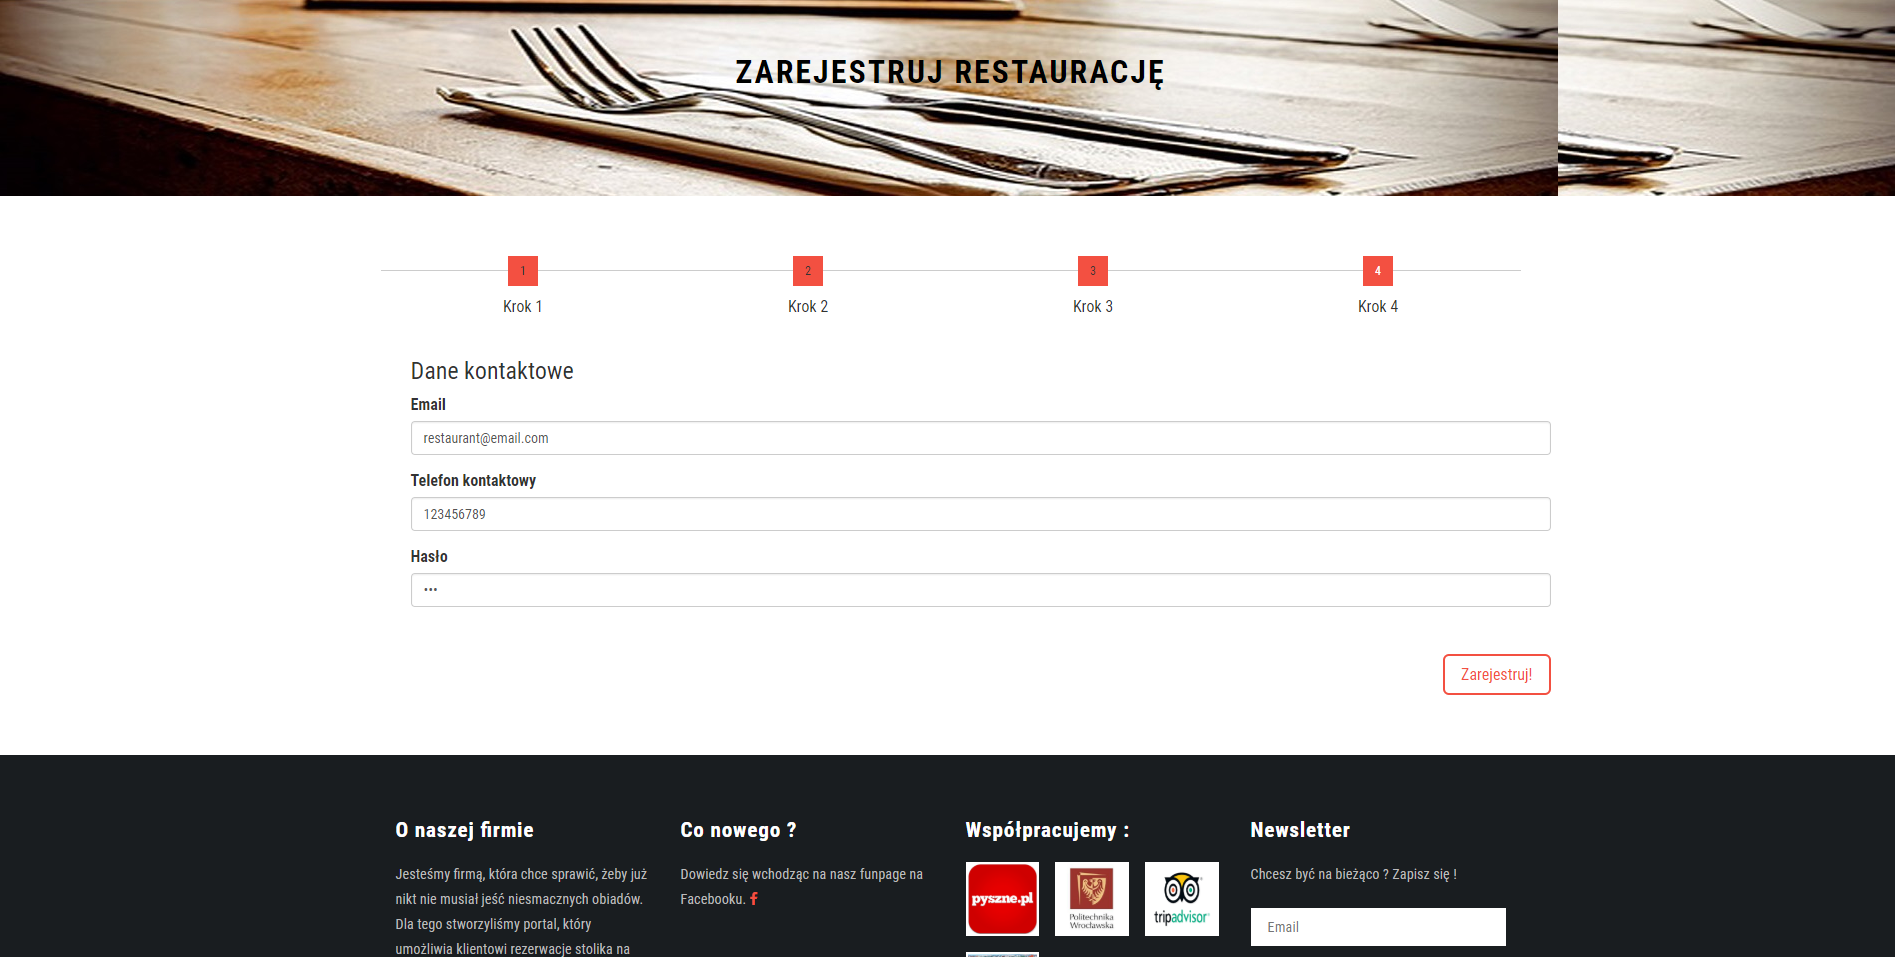 ZAREJESTRUJ RESTAURACJĘ
1
2
3
4
Krok 1
Krok 2
Krok 3
Krok 4
Dane kontaktowe
Email
restaurant@email.com
Telefon kontaktowy
123456789
Hasło
•••
Zarejestruj!
O naszej firmie
Jesteśmy firmą, która chce sprawić, żeby już
nikt nie musiał jeść niesmacznych obiadów.
Dla tego stworzyliśmy portal, który
umożliwia klientowi rezerwacje stolika na
Co nowego ?
Dowiedz się wchodząc na nasz funpage na
Facebooku.
Współpracujemy :
pyszne.pl
Politechnika
Wrocławska
tripadvisor
Newsletter
Chcesz być na bieżąco ? Zapisz się !
Email